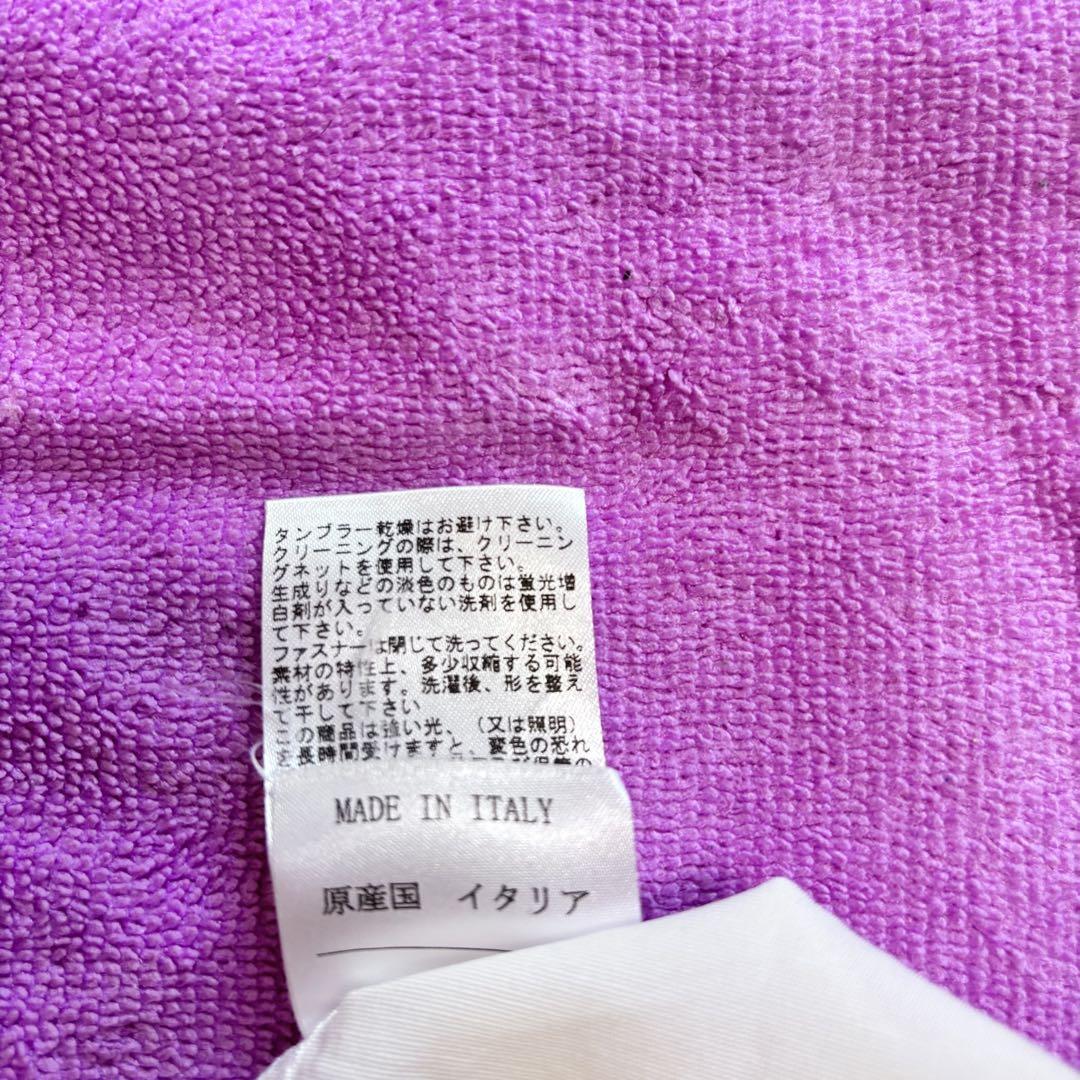 タンブラー乾燥はお避け下さい。
クリーニングの際は、クリーニン
グネットを使用して下さい。
生成りなどの淡色のものは蛍光増
白剤が入っていない洗剤を使用し
て下さい。
ファスナーは閉じて洗ってください。
素材の特性上、多少収縮する可能
性があります。洗濯後、形を整え
て干して下さい
この商品は強い光、（又は照明）
を長時間受けますと、変色の恐れ
MADE IN ITALY
原産国 イタリア